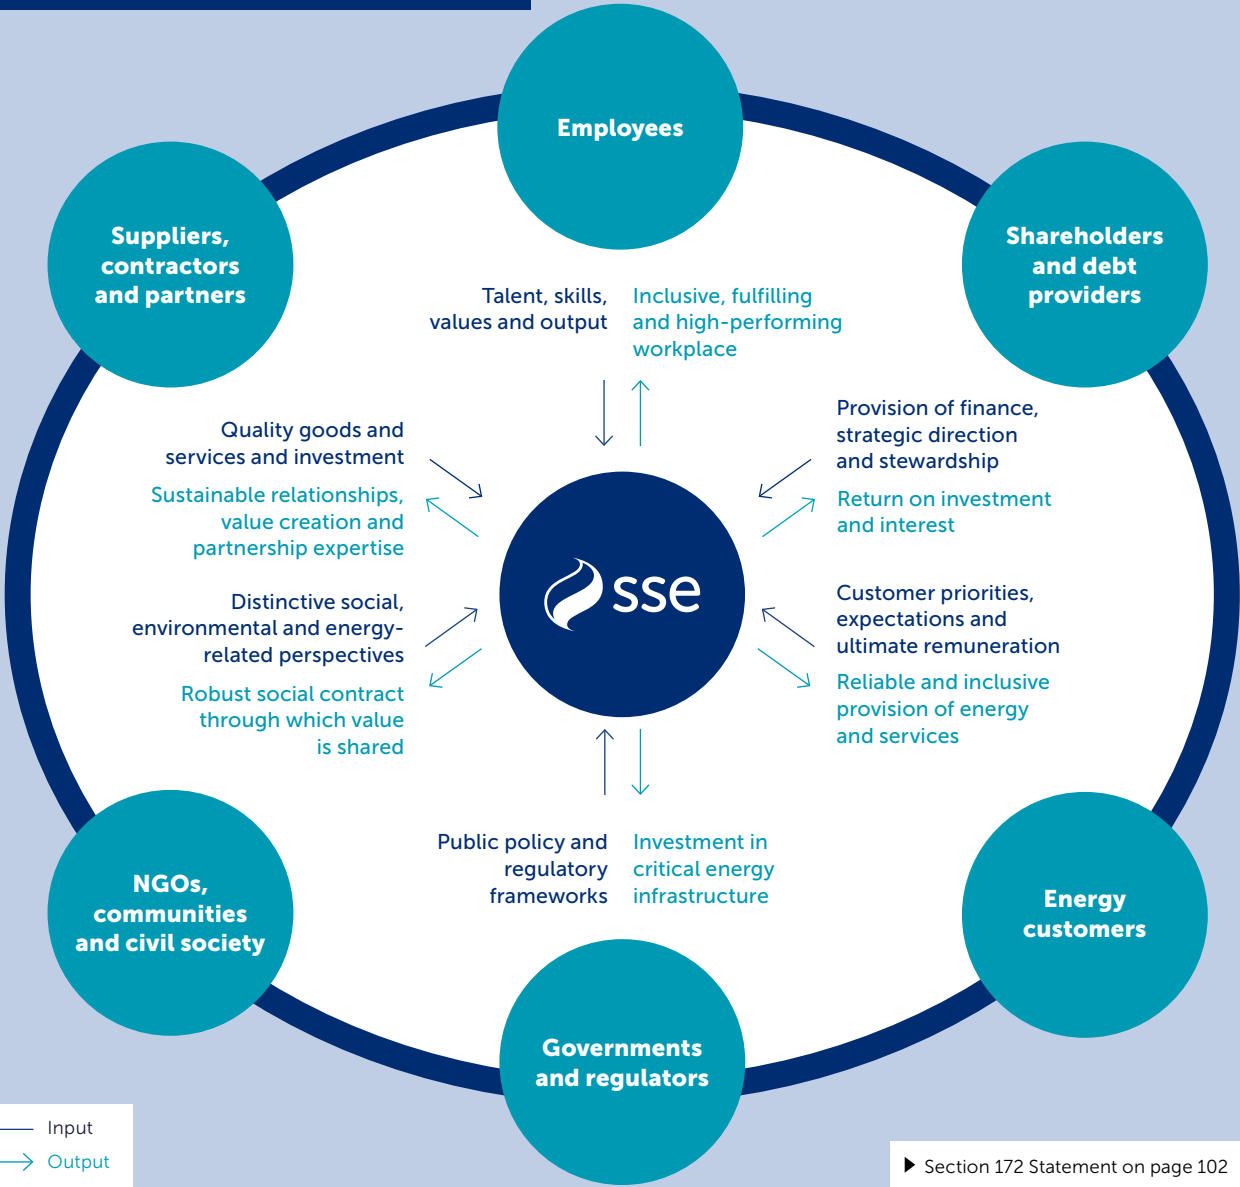 Employees
Suppliers,
contractors
and partners
Shareholders
and debt
providers
Talent, skills,
values and output
Inclusive, fulfilling
and high-performing
workplace
Quality goods and
services and investment
Sustainable relationships,
value creation and
partnership expertise
Provision of finance,
strategic direction
and stewardship
Return on investment
and interest
sse
Distinctive social,
environmental and energy-
related perspectives
Robust social contract
through which value
is shared
Customer priorities,
expectations and
ultimate remuneration
Reliable and inclusive
provision of energy
and services
Public policy and
regulatory
frameworks
Investment in
critical energy
infrastructure
NGOs,
communities
and civil society
Energy
customers
Governments
and regulators
Input
Output
Section 172 Statement on page 102